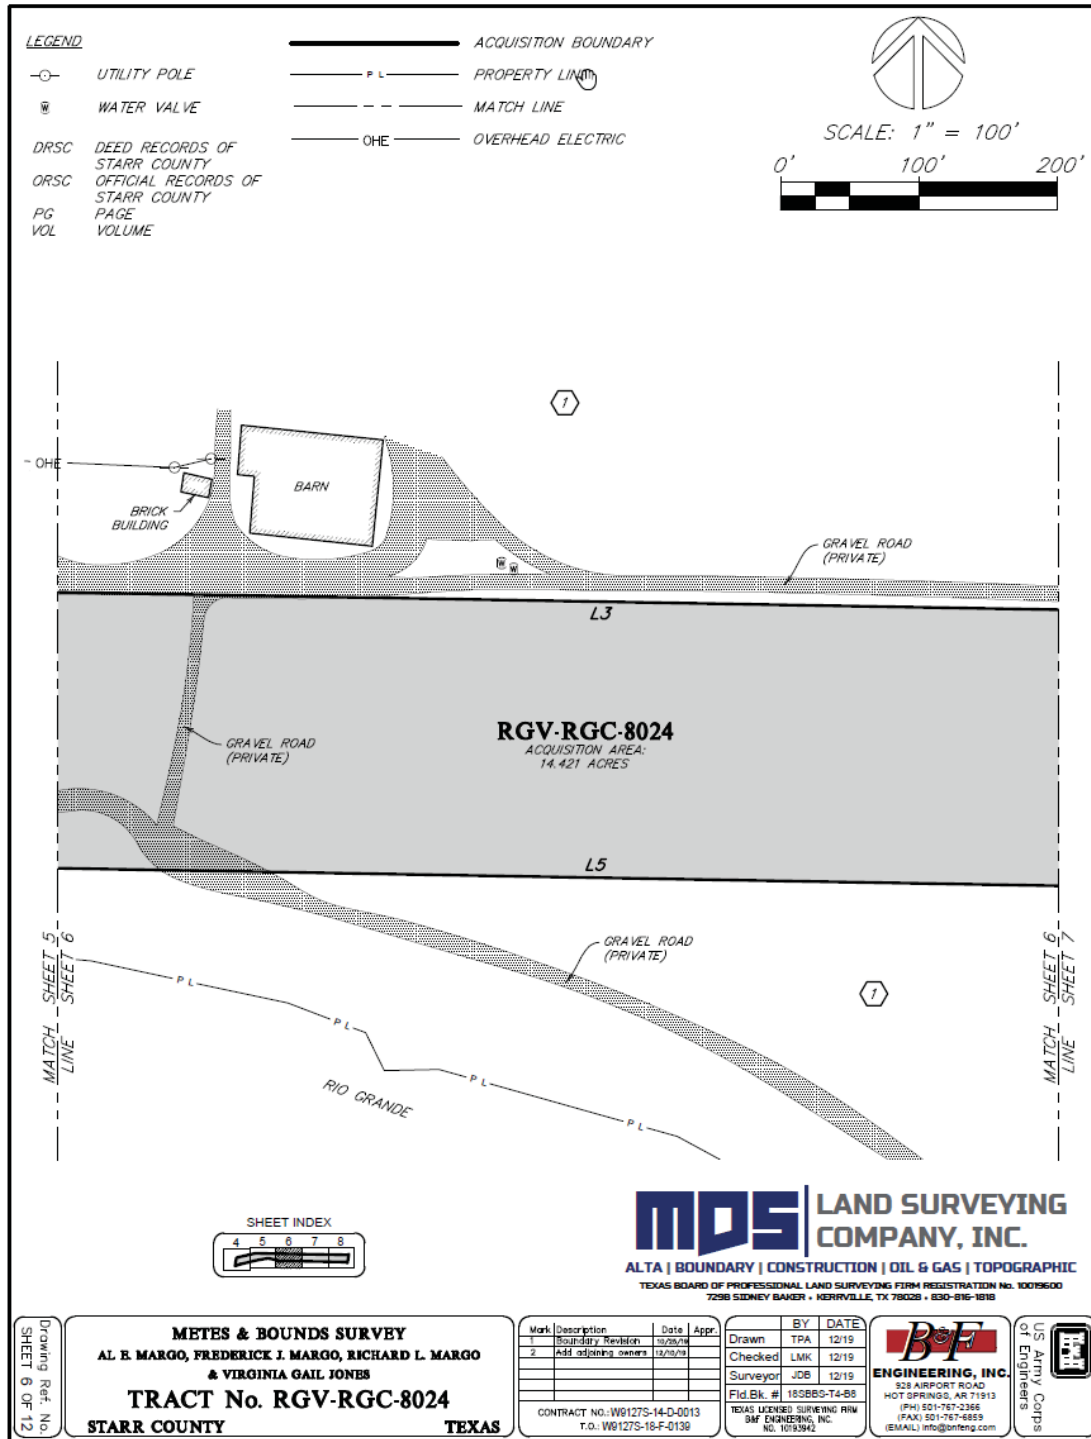 LEGEND
UTILITY POLE
WATER VALVE
DRSC DEED RECORDS OF
STARR COUNTY
ORSC OFFICIAL RECORDS OF
STARR COUNTY
PG PAGE
VOL VOLUME
ACQUISITION BOUNDARY
P L PROPERTY LINE
MATCH LINE
OHE OVERHEAD ELECTRIC
SCALE: 1" = 100'
0' 100' 200'
1
OHE
BARN
BRICK
BUILDING
W
W
GRAVEL ROAD
(PRIVATE)
L3
RGV-RGC-8024
ACQUISITION AREA:
14.421 ACRES
GRAVEL ROAD
(PRIVATE)
L5
GRAVEL ROAD
(PRIVATE)
1
MATCH SHEET 5
LINE SHEET 6
MATCH SHEET 6
LINE SHEET 7
P L
P L
P L
P L
RIO GRANDE
SHEET INDEX
4 5 6 7 8
MDS LAND SURVEYING
COMPANY, INC.
ALTA | BOUNDARY | CONSTRUCTION | OIL & GAS | TOPOGRAPHIC
TEXAS BOARD OF PROFESSIONAL LAND SURVEYING FIRM REGISTRATION No. 10019600
729B SIDNEY BAKER • KERRVILLE, TX 78028 • 830-816-1818
Drawing Ref. No.
SHEET 6 OF 12
METES & BOUNDS SURVEY
AL E. MARGO, FREDERICK J. MARGO, RICHARD L. MARGO
& VIRGINIA GAIL JONES
TRACT No. RGV-RGC-8024
STARR COUNTY TEXAS
Mark Description Date Appr.
1 Boundary Revision 10/25/19
2 Add adjoining owners 12/10/19
CONTRACT NO.: W9127S-14-D-0013
T.O.: W9127S-18-F-0139
BY DATE
Drawn TPA 12/19
Checked LMK 12/19
Surveyor JDB 12/19
Fld.Bk. # 18SBBS-T4-B8
TEXAS LICENSED SURVEYING FIRM
B&F ENGINEERING, INC.
NO. 10193942
B&F
ENGINEERING, INC.
928 AIRPORT ROAD
HOT SPRINGS, AR 71913
(PH) 501-767-2366
(FAX) 501-767-6859
(EMAIL) info@bnfeng.com
US Army Corps
of Engineers